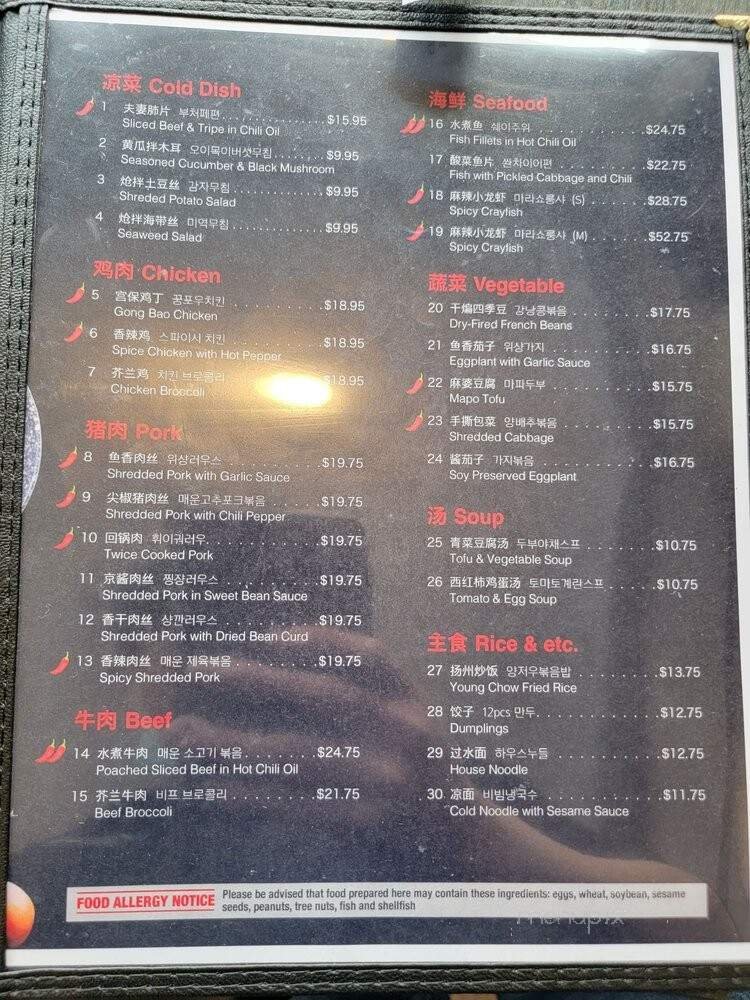 凉菜 Cold Dish
1 夫妻肺片 부처폐편 $15.95
Sliced Beef & Tripe in Chili Oil
2 黄瓜拌木耳 오이목이버섯무침 $9.95
Seasoned Cucumber & Black Mushroom
3 炝拌土豆丝 감자무침 $9.95
Shreded Potato Salad
4 炝拌海带丝 미역무침 $9.95
Seaweed Salad
鸡肉 Chicken
5 宫保鸡丁 꿍포우치킨 $18.95
Gong Bao Chicken
6 香辣鸡 스파이시 치킨 $18.95
Spice Chicken with Hot Pepper
7 芥兰鸡 치킨 브로콜리 $18.95
Chicken Broccoli
猪肉 Pork
8 鱼香肉丝 위샹러우스 $19.75
Shredded Pork with Garlic Sauce
9 尖椒猪肉丝 매운고추포크볶음 $19.75
Shredded Pork with Chili Pepper
10 回锅肉 휘이궈러우 $19.75
Twice Cooked Pork
11 京酱肉丝 찡쟝러우스 $19.75
Shredded Pork in Sweet Bean Sauce
12 香干肉丝 샹깐러우스 $19.75
Shredded Pork with Dried Bean Curd
13 香辣肉丝 매운 제육볶음 $19.75
Spicy Shredded Pork
牛肉 Beef
14 水煮牛肉 매운 소고기 볶음 $24.75
Poached Sliced Beef in Hot Chili Oil
15 芥兰牛肉 비프 브로콜리 $21.75
Beef Broccoli
海鲜 Seafood
16 水煮鱼 쉐이주위 $24.75
Fish Fillets in Hot Chili Oil
17 酸菜鱼片 쏸차이어편 $22.75
Fish with Pickled Cabbage and Chili
18 麻辣小龙虾 마라쇼룽샤 (S) $28.75
Spicy Crayfish
19 麻辣小龙虾 마라쇼룽샤 (M) $52.75
Spicy Crayfish
蔬菜 Vegetable
20 干煸四季豆 강낭콩볶음 $17.75
Dry-Fired French Beans
21 鱼香茄子 위샹가지 $16.75
Eggplant with Garlic Sauce
22 麻婆豆腐 마파두부 $15.75
Mapo Tofu
23 手撕包菜 양배추볶음 $15.75
Shredded Cabbage
24 酱茄子 가지볶음 $16.75
Soy Preserved Eggplant
汤 Soup
25 青菜豆腐汤 두부야채스프 $10.75
Tofu & Vegetable Soup
26 西红柿鸡蛋汤 토마토계란스프 $10.75
Tomato & Egg Soup
主食 Rice & etc.
27 扬州炒饭 양저우볶음밥 $13.75
Young Chow Fried Rice
28 饺子 12pcs 만두 $12.75
Dumplings
29 过水面 하우스누들 $12.75
House Noodle
30 凉面 비빔냉국수 $11.75
Cold Noodle with Sesame Sauce
FOOD ALLERGY NOTICE Please be advised that food prepared here may contain these ingredients: eggs, wheat, soybean, sesame
seeds, peanuts, tree nuts, fish and shellfish